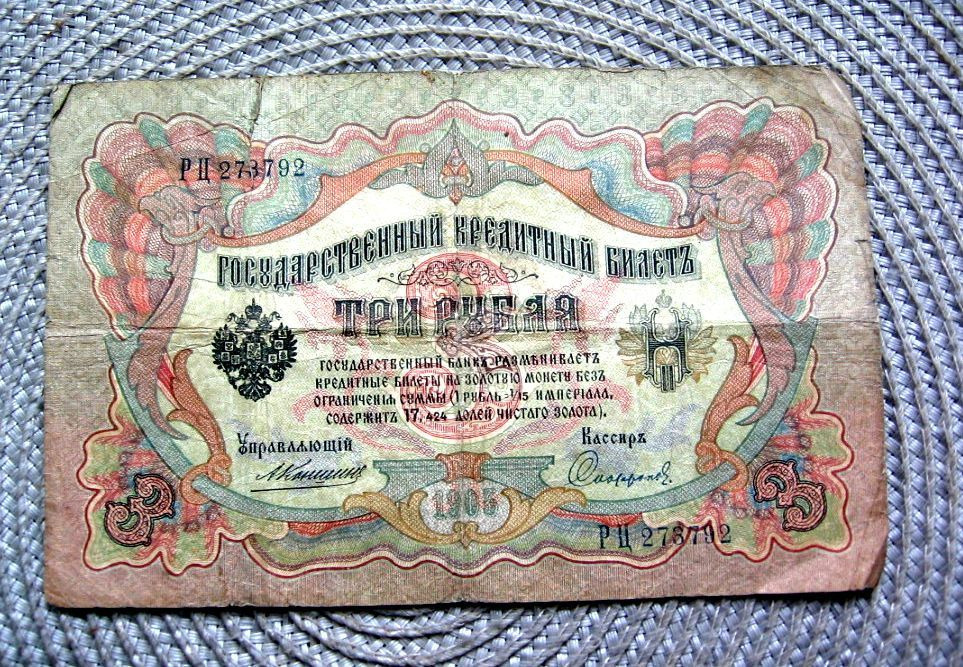 РЦ 273792
ГОСУДАРСТВЕННЫЙ КРЕДИТНЫЙ БИЛЕТЪ
ТРИ РУБЛЯ
ГОСУДАРСТВЕННЫЙ БАНКЪ РАЗМѢНИВАЕТЪ
КРЕДИТНЫЕ БИЛЕТЫ НА ЗОЛОТУЮ МОНЕТУ БЕЗЪ
ОГРАНИЧЕНІЯ СУММЫ (1 РУБЛЬ = 1/15 ИМПЕРІАЛА,
СОДЕРЖИТЪ 17,424 ДОЛЕЙ ЧИСТАГО ЗОЛОТА).
Управляющій Кассиръ
3 1905 3
РЦ 273792